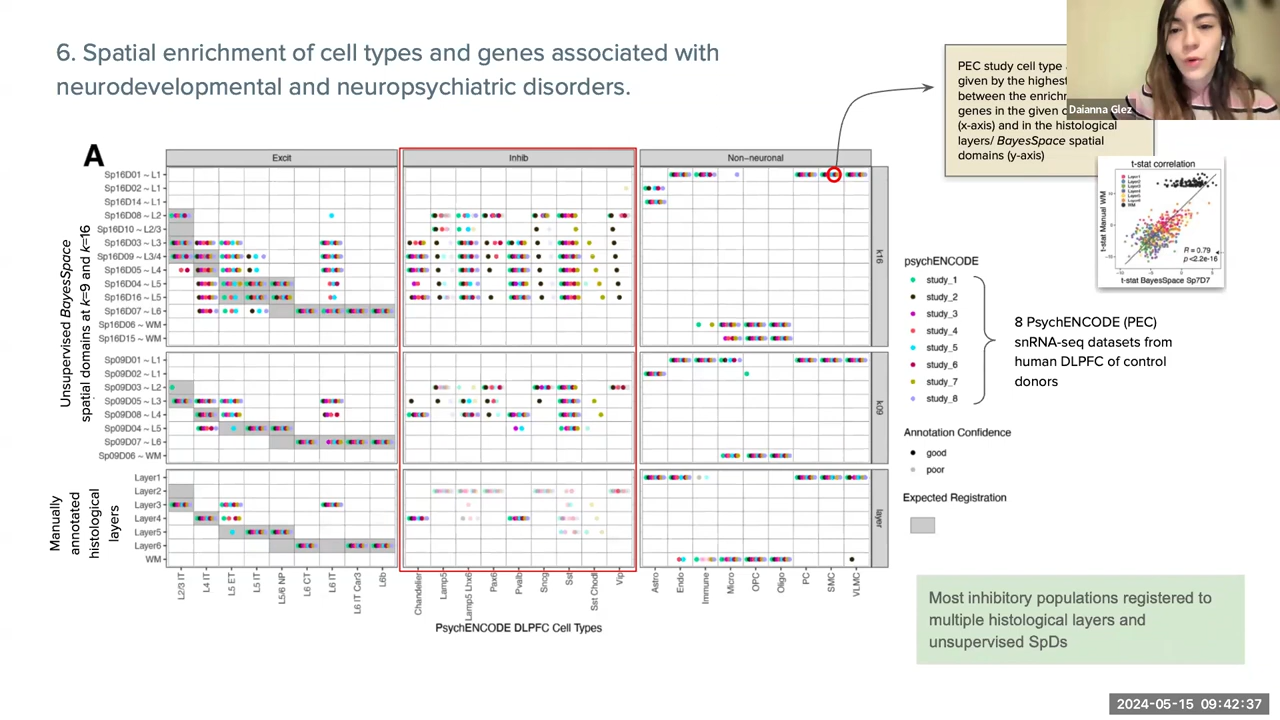 6. Spatial enrichment of cell types and genes associated with
neurodevelopmental and neuropsychiatric disorders.
PEC study cell type
given by the highest
between the enrichm
genes in the given
(x-axis) and in the histological
layers/ BayesSpace spatial
domains (y-axis)
Daianna Glez
A
Excit
Inhib
Non-neuronal
Unsupervised BayesSpace
spatial domains at k=9 and k=16
Sp16D01 ~ L1
Sp16D02 ~ L1
Sp16D14 ~ L1
Sp16D08 ~ L2
Sp16D10 ~ L2/3
Sp16D03 ~ L3
Sp16D09 ~ L3/4
Sp16D05 ~ L4
Sp16D04 ~ L5
Sp16D16 ~ L5
Sp16D07 ~ L6
Sp16D06 ~ WM
Sp16D15 ~ WM
k16
Sp09D01 ~ L1
Sp09D02 ~ L1
Sp09D03 ~ L2
Sp09D05 ~ L3
Sp09D08 ~ L4
Sp09D04 ~ L5
Sp09D07 ~ L6
Sp09D06 ~ WM
k09
Manually
annotated
histological
layers
Layer1
Layer2
Layer3
Layer4
Layer5
Layer6
WM
layer
L2/3 IT
L4 IT
L5 ET
L5 IT
L5/6 NP
L6 CT
L6 IT
L6 IT Car3
L6b
Chandelier
Lamp5
Lamp5 Lhx6
Pax6
Pvalb
Sncg
Sst
Sst Chodl
Vip
Astro
Endo
Immune
Micro
OPC
Oligo
PC
SMC
VLMC
PsychENCODE DLPFC Cell Types
t-stat correlation
Layer1
Layer2
Layer3
Layer4
Layer5
Layer6
WM
t-stat Manual WM
R = 0.79
p <2.2e-16
t-stat BayesSpace Sp7D7
psychENCODE
study_1
study_2
study_3
study_4
study_5
study_6
study_7
study_8
8 PsychENCODE (PEC)
snRNA-seq datasets from
human DLPFC of control
donors
Annotation Confidence
good
poor
Expected Registration
Most inhibitory populations registered to
multiple histological layers and
unsupervised SpDs
2024-05-15 09:42:37